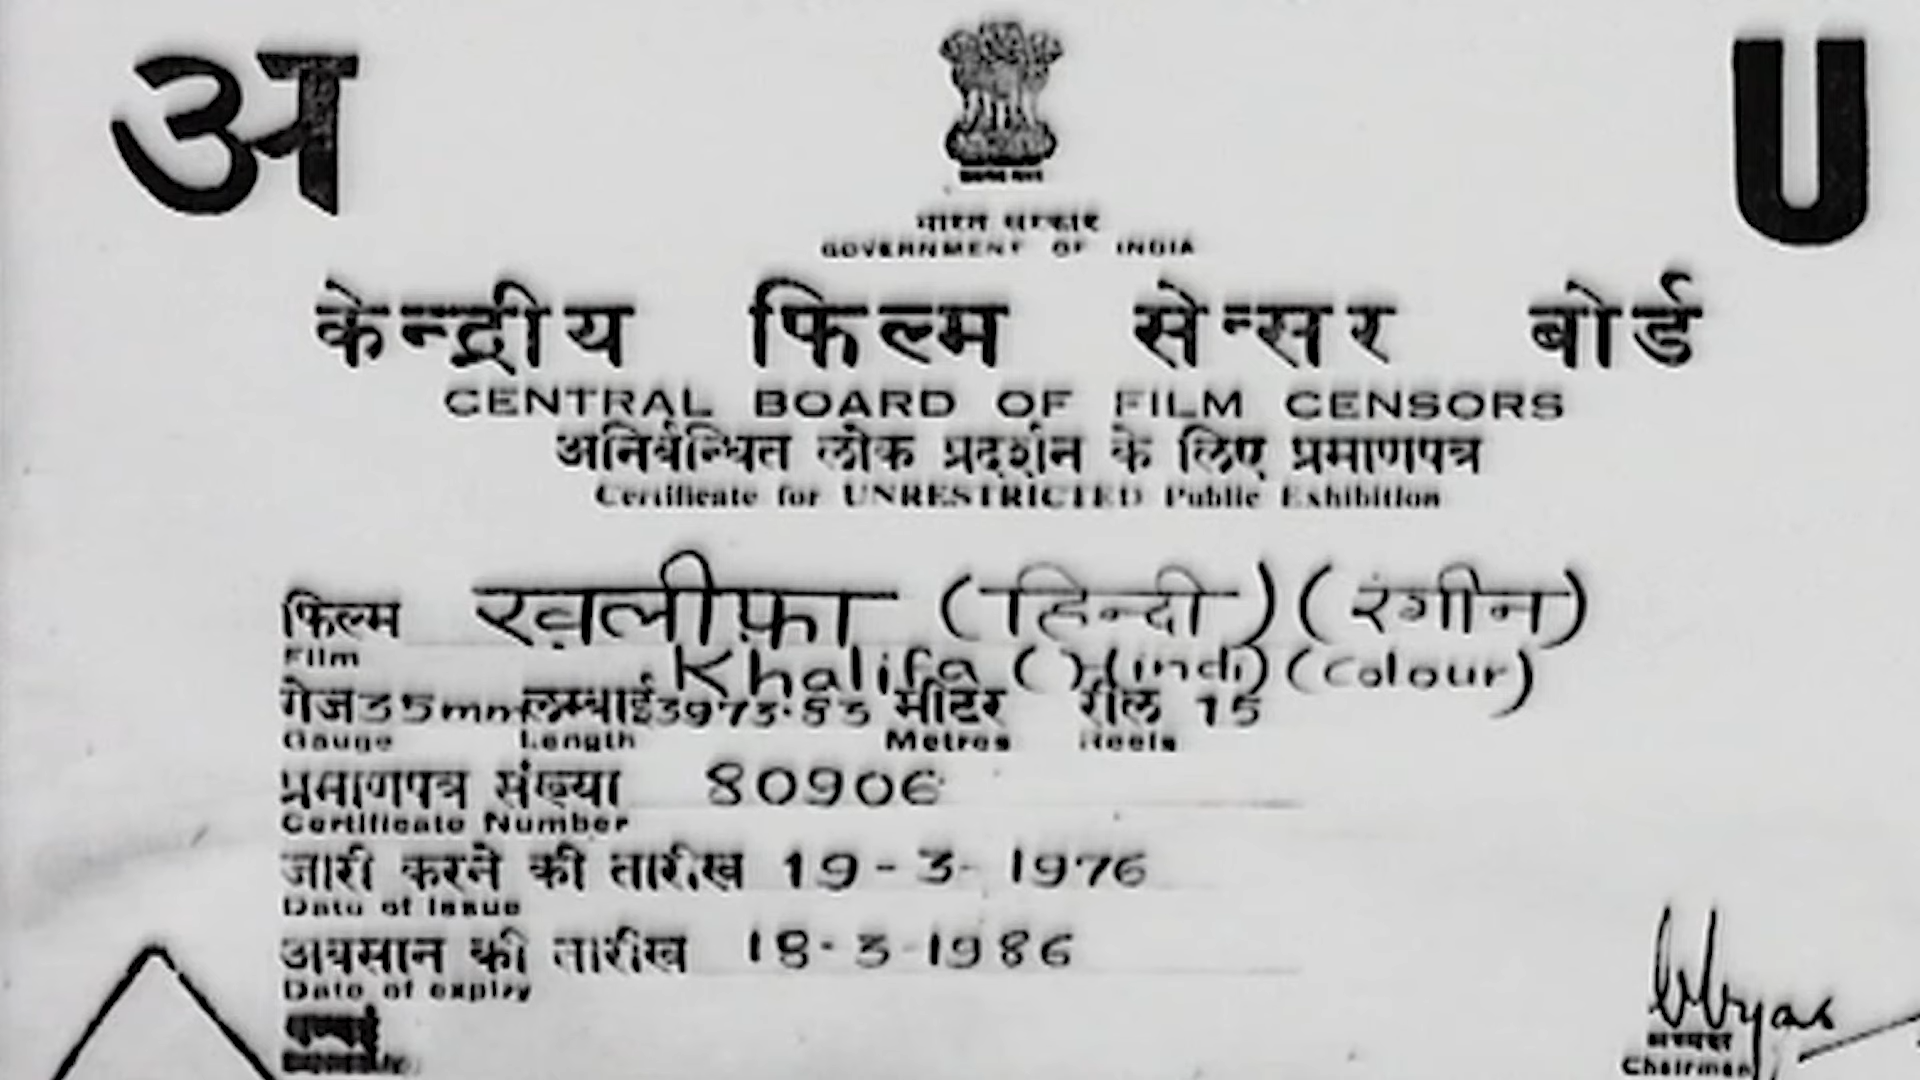 अ U
भारत सरकार
GOVERNMENT OF INDIA
केन्द्रीय फिल्म सेन्सर बोर्ड
CENTRAL BOARD OF FILM CENSORS
अनिर्बन्धित लोक प्रदर्शन के लिए प्रमाणपत्र
Certificate for UNRESTRICTED Public Exhibition
फिल्म ख़लीफ़ा (हिन्दी) (रंगीन)
Film Khalifa (Hindi) (Colour)
गेज 35mm लम्बाई 3973.53 मीटर रील 15
Gauge Length Metres Reels
प्रमाणपत्र संख्या 80906
Certificate Number
जारी करने की तारीख 19-3-1976
Date of Issue
अवसान की तारीख 18-3-1986
Date of expiry
अध्यक्ष
Chairman